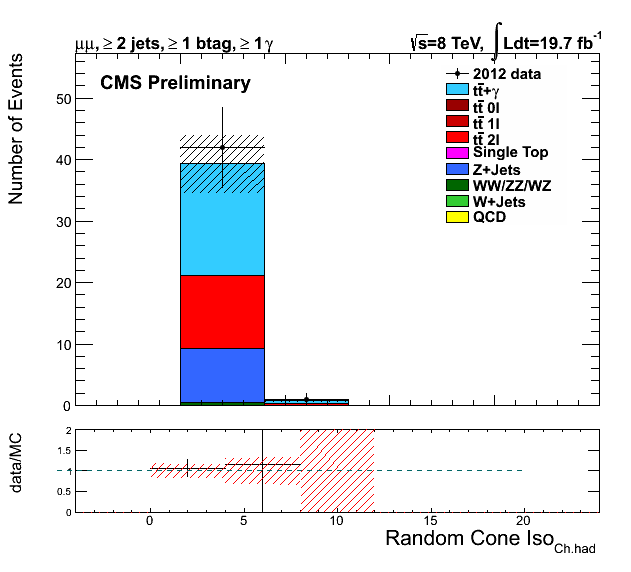 μμ, ≥ 2 jets, ≥ 1 btag, ≥ 1 γ
√s=8 TeV, ∫ Ldt=19.7 fb⁻¹
CMS Preliminary
2012 data
tt̄+γ
tt̄ 0l
tt̄ 1l
tt̄ 2l
Single Top
Z+Jets
WW/ZZ/WZ
W+Jets
QCD
Number of Events
50
40
30
20
10
0
data/MC
2
1.5
1
0.5
0
0 5 10 15 20
Random Cone Iso Ch.had